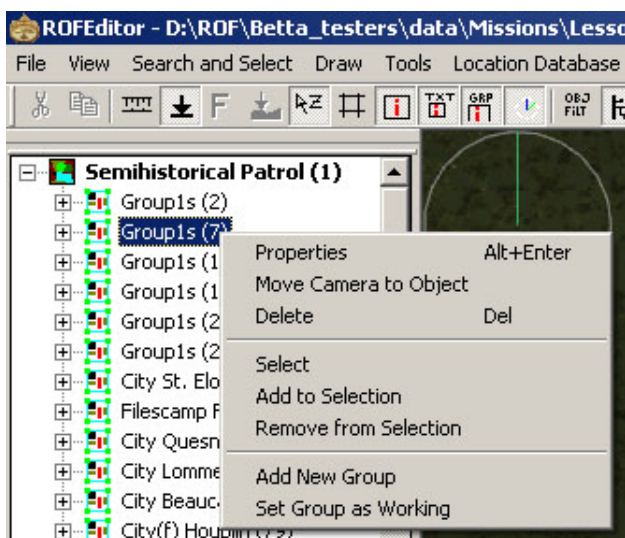 ROFEditor - D:\ROF\Betta_testers\data\Missions\Lesso
File View Search and Select Draw Tools Location Database
F TXT GRP OBJ FILT
Semihistorical Patrol (1)
Group1s (2)
Group1s (7)
Group1s (1
Group1s (1
Group1s (2
Group1s (2
City St. Elo
Filescamp F
City Quesn
City Lomme
City Beauc
City(f) Houplin (79)
Properties Alt+Enter
Move Camera to Object
Delete Del
Select
Add to Selection
Remove from Selection
Add New Group
Set Group as Working